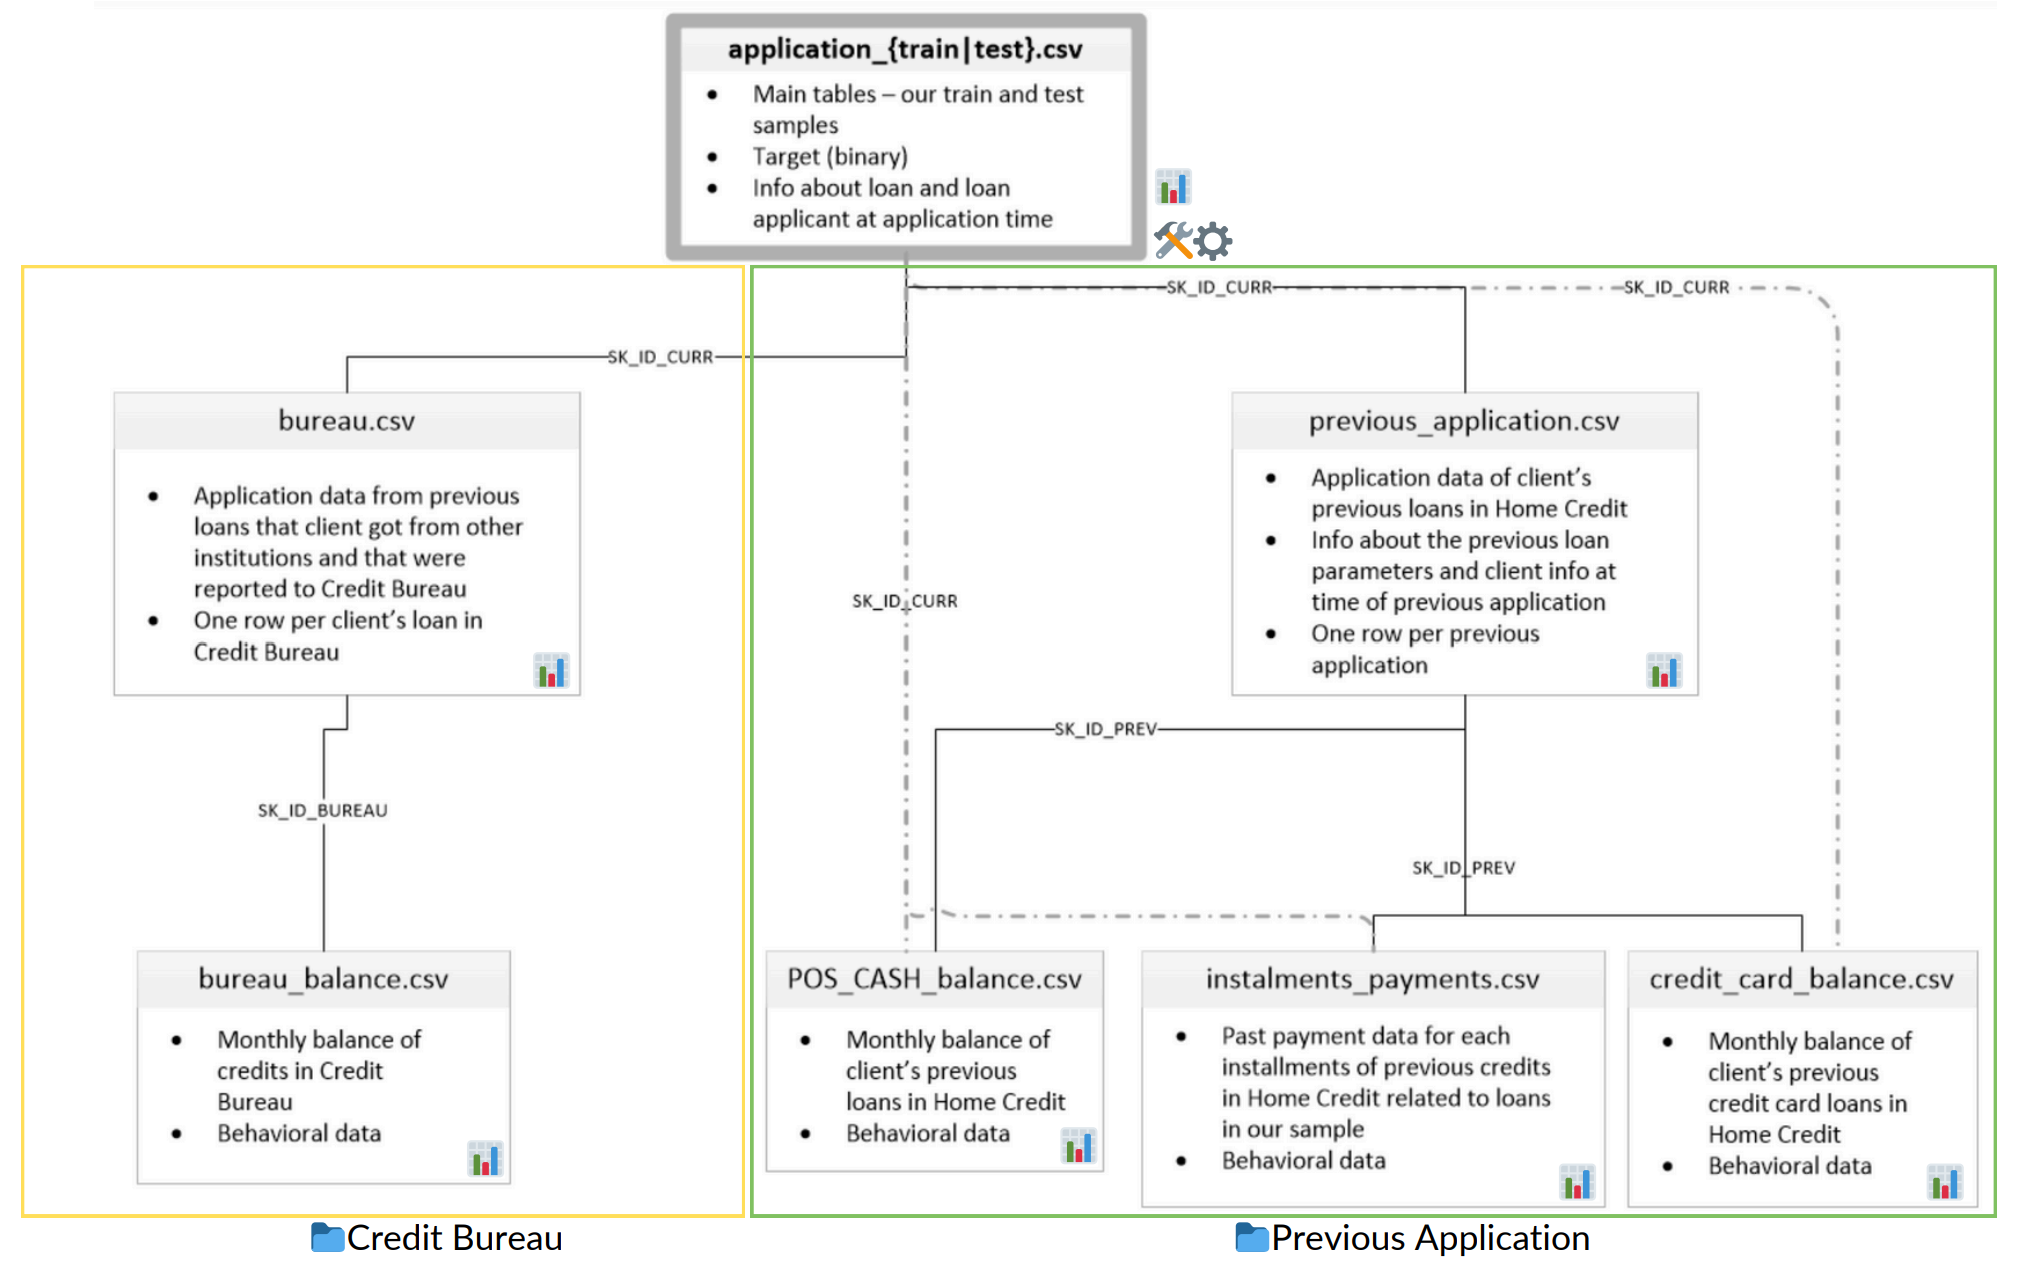 application_{train|test}.csv
• Main tables – our train and test
samples
• Target (binary)
• Info about loan and loan
applicant at application time
SK_ID_CURR
SK_ID_CURR
SK_ID_CURR
bureau.csv
• Application data from previous
loans that client got from other
institutions and that were
reported to Credit Bureau
• One row per client's loan in
Credit Bureau
previous_application.csv
• Application data of client's
previous loans in Home Credit
• Info about the previous loan
parameters and client info at
time of previous application
• One row per previous
application
SK_ID_CURR
SK_ID_PREV
SK_ID_BUREAU
SK_ID_PREV
bureau_balance.csv
• Monthly balance of
credits in Credit
Bureau
• Behavioral data
POS_CASH_balance.csv
• Monthly balance of
client's previous
loans in Home Credit
• Behavioral data
instalments_payments.csv
• Past payment data for each
installments of previous credits
in Home Credit related to loans
in our sample
• Behavioral data
credit_card_balance.csv
• Monthly balance of
client's previous
credit card loans in
Home Credit
• Behavioral data
Credit Bureau
Previous Application